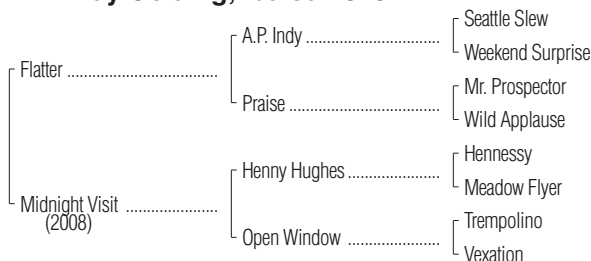 Seattle Slew
A.P. Indy
Weekend Surprise
Flatter
Mr. Prospector
Praise
Wild Applause
Hennessy
Henny Hughes
Meadow Flyer
Midnight Visit
(2008)
Trempolino
Open Window
Vexation